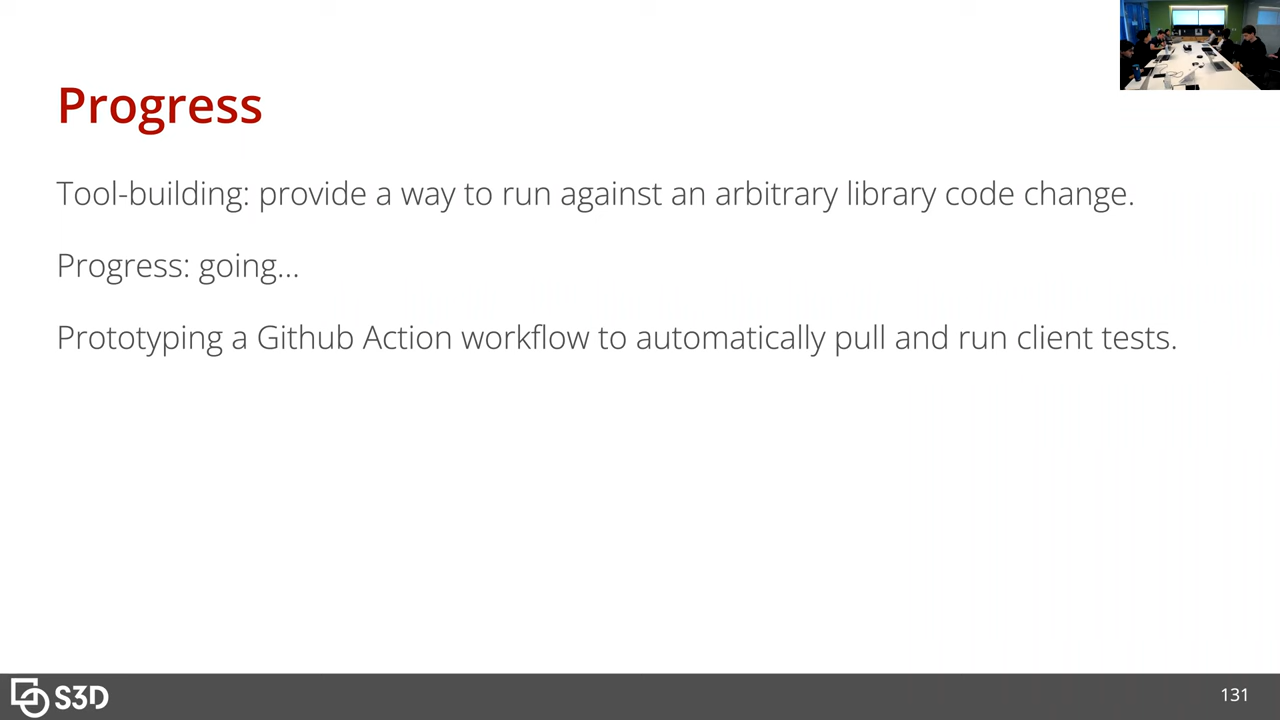 Progress
Tool-building: provide a way to run against an arbitrary library code change.
Progress: going...
Prototyping a Github Action workflow to automatically pull and run client tests.
S3D
131